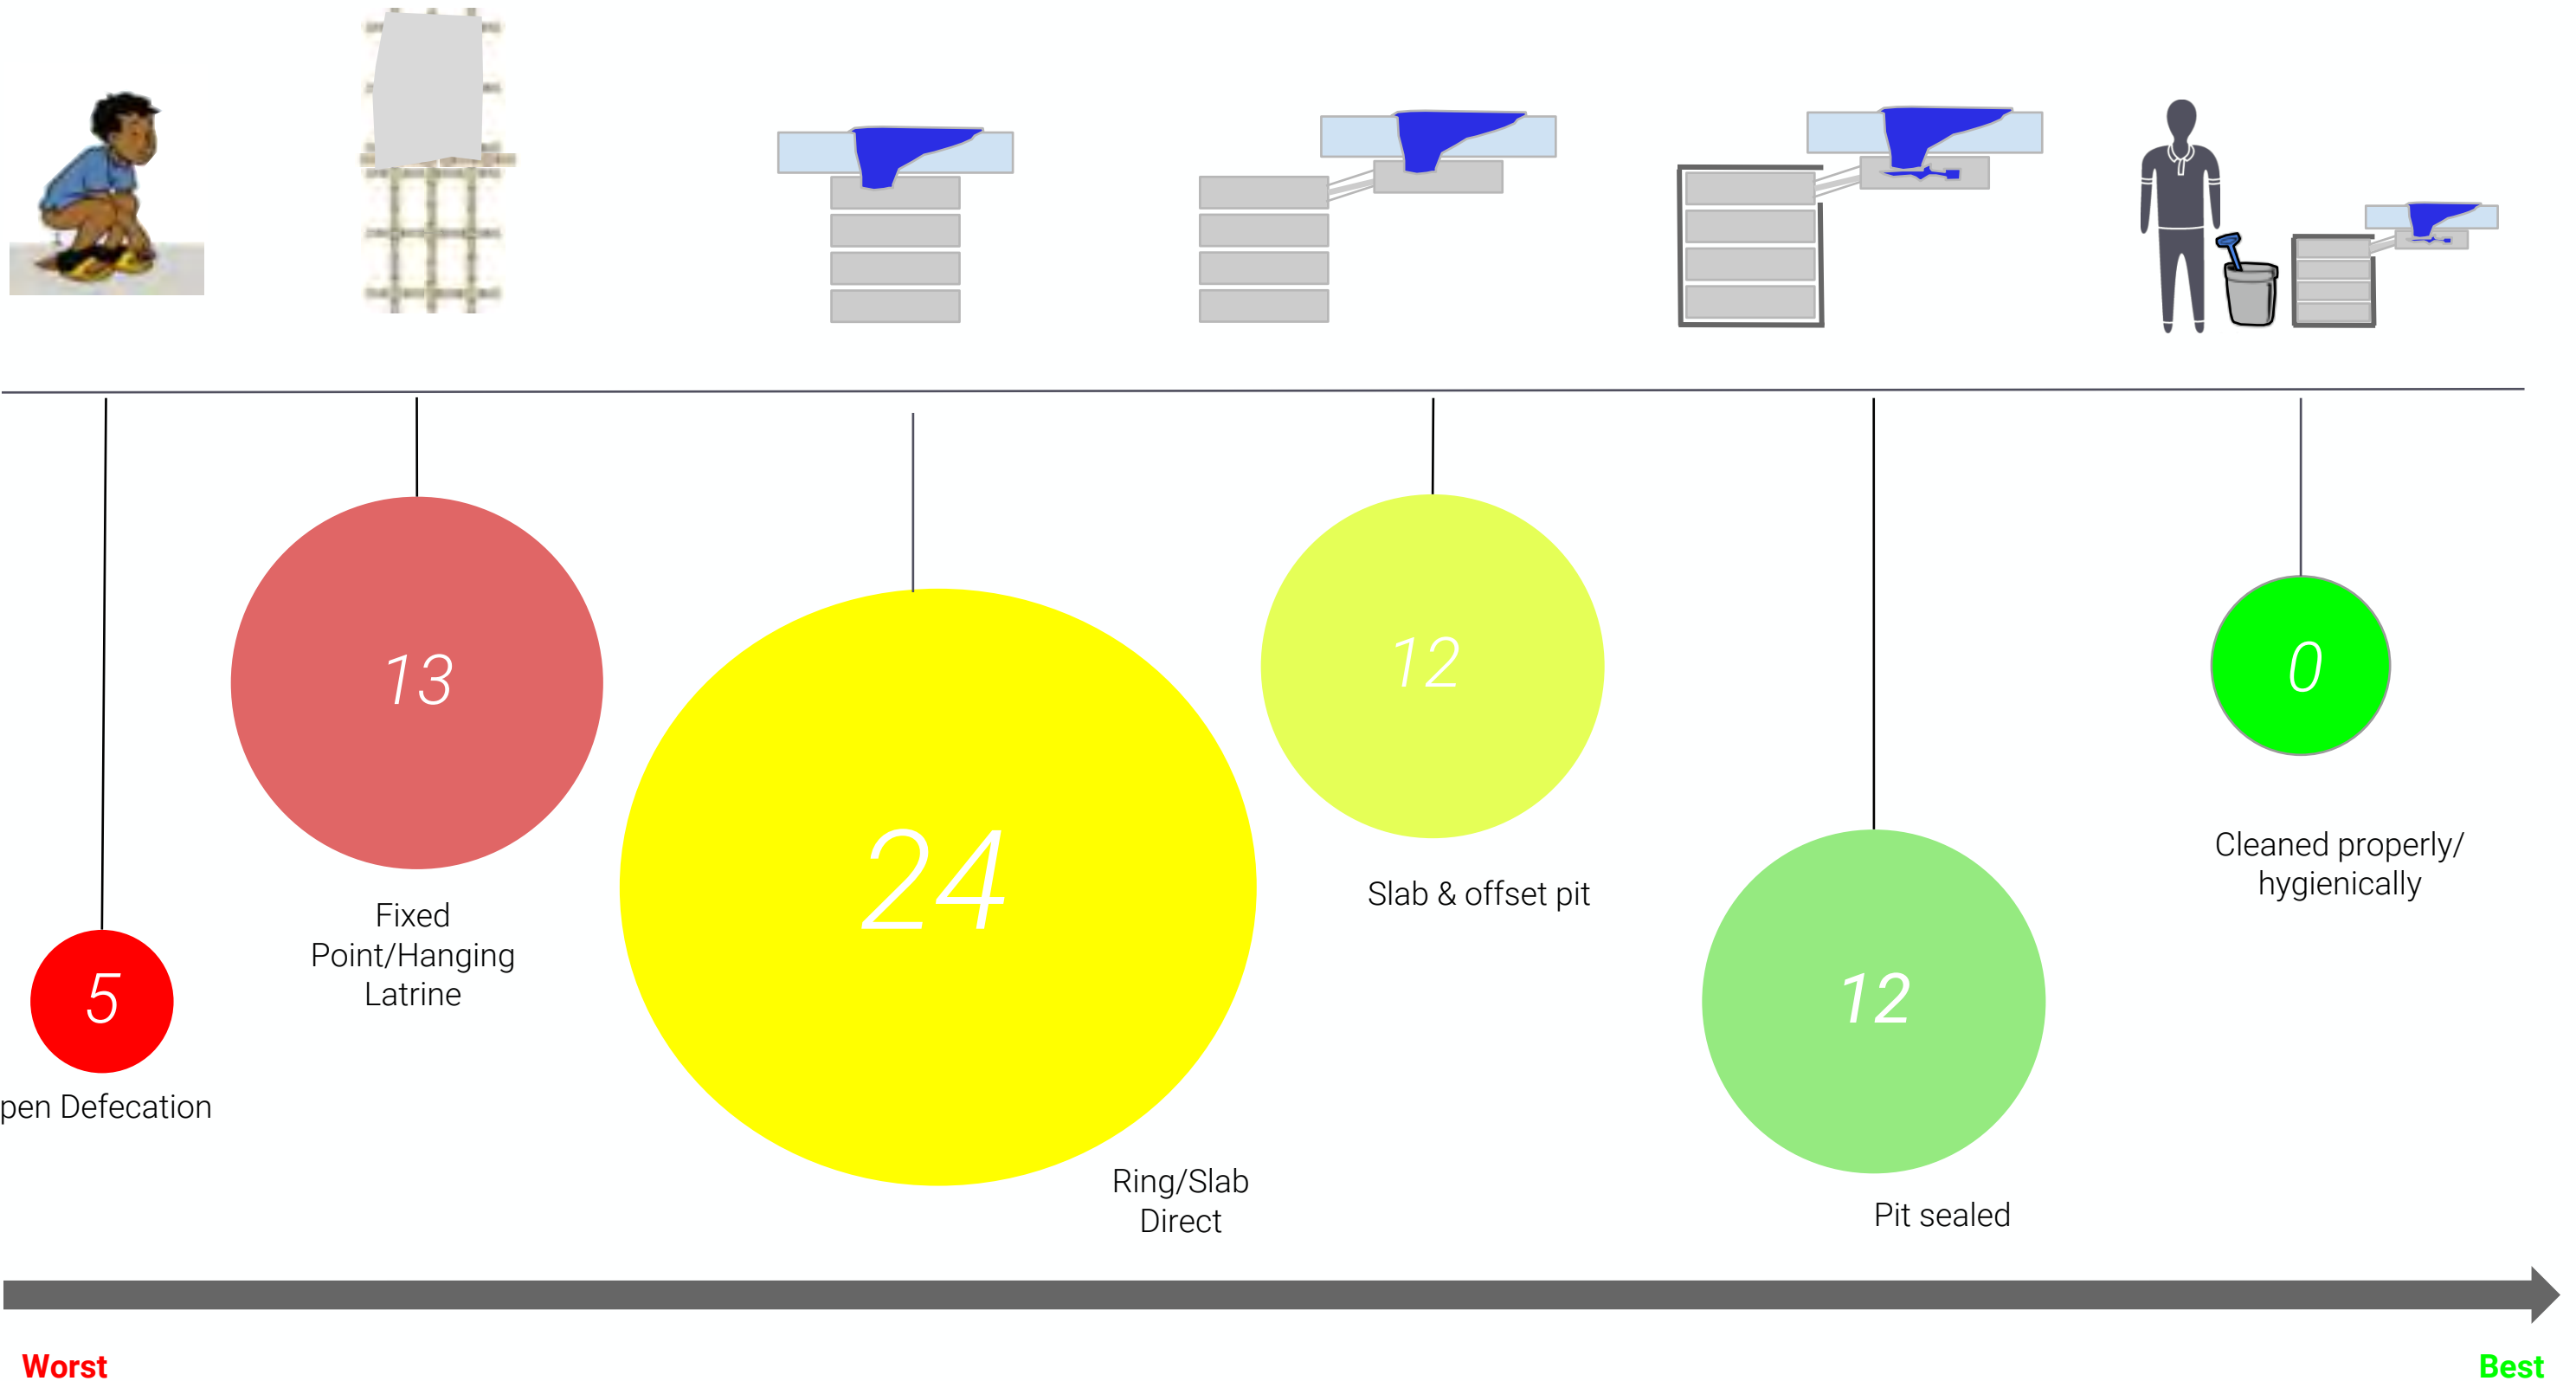 13
12
0
24
Cleaned properly/
hygienically
Slab & offset pit
Fixed
Point/Hanging
Latrine
5
12
pen Defecation
Ring/Slab
Direct
Pit sealed
Worst
Best